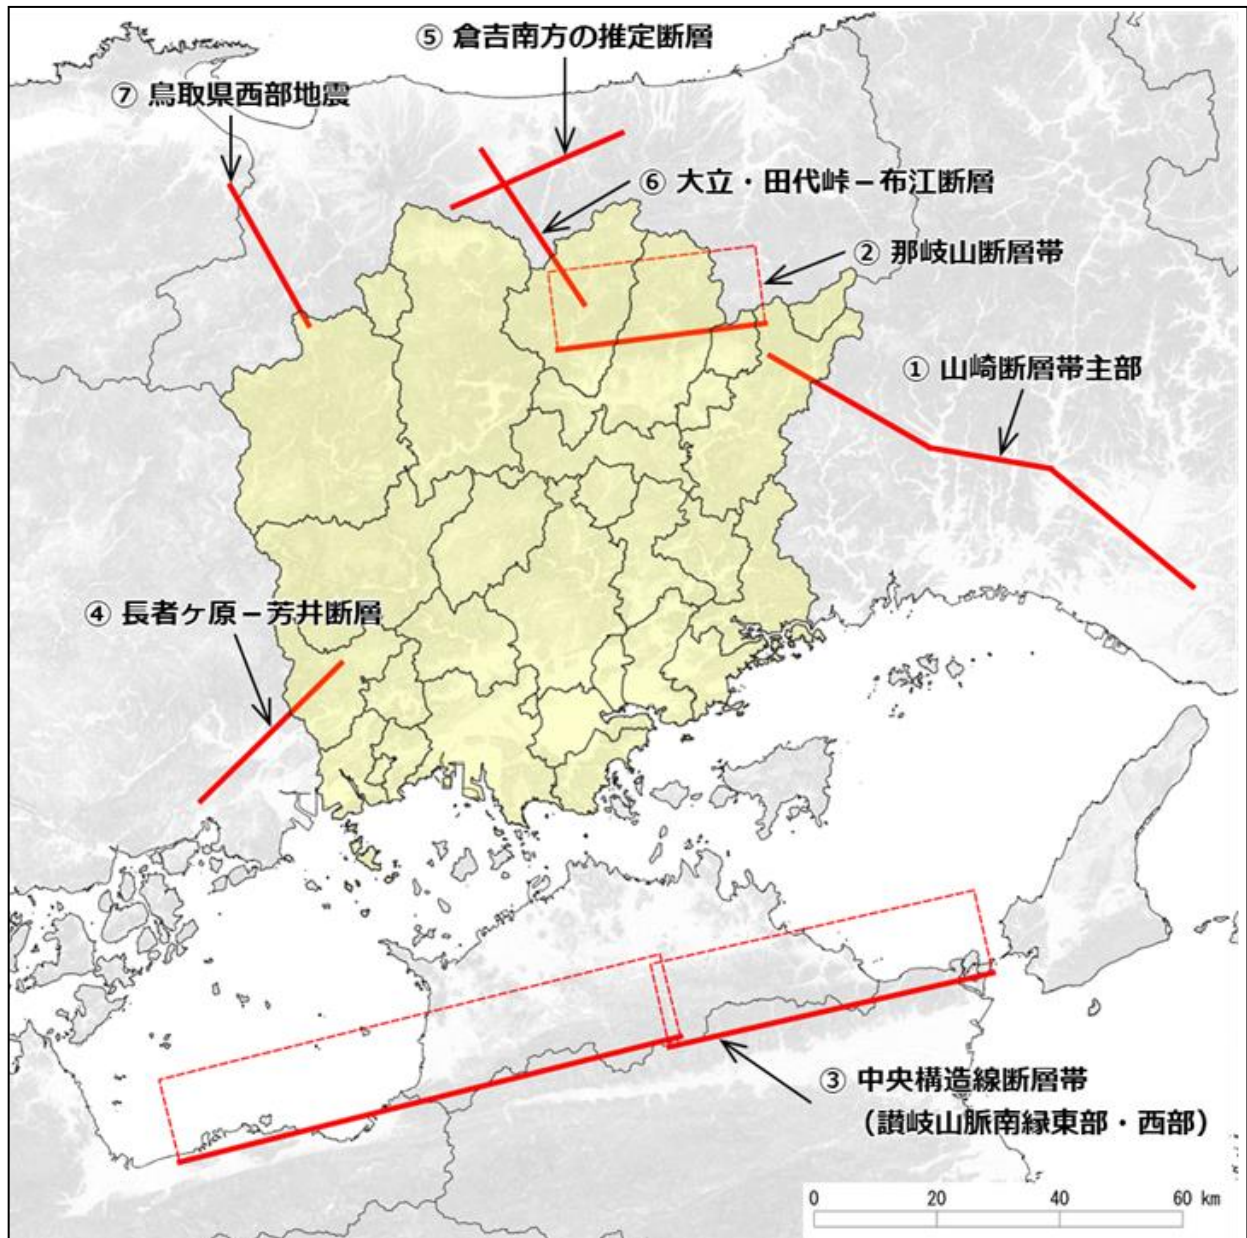 ⑤ 倉吉南方の推定断層
⑦ 鳥取県西部地震
⑥ 大立・田代峠－布江断層
② 那岐山断層帯
① 山崎断層帯主部
④ 長者ヶ原－芳井断層
③ 中央構造線断層帯
（讃岐山脈南縁東部・西部）
0 20 40 60 km